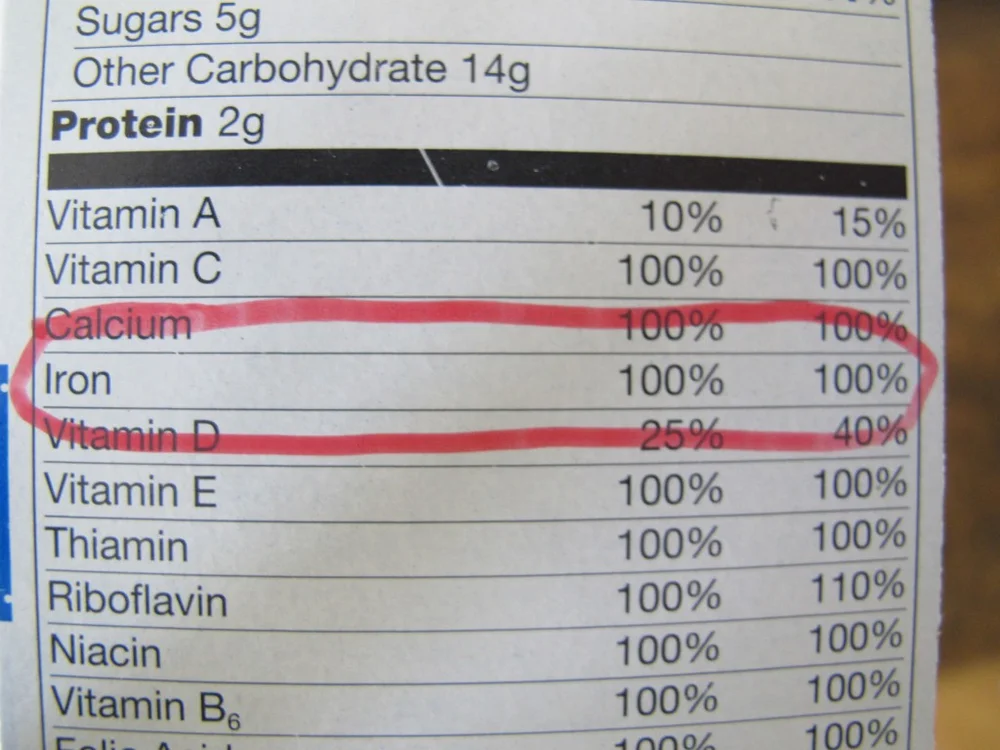 Sugars 5g
Other Carbohydrate 14g
Protein 2g
Vitamin A 10% 15%
Vitamin C 100% 100%
Calcium 100% 100%
Iron 100% 100%
Vitamin D 25% 40%
Vitamin E 100% 100%
Thiamin 100% 100%
Riboflavin 100% 110%
Niacin 100% 100%
Vitamin B6 100% 100%
100% 100%